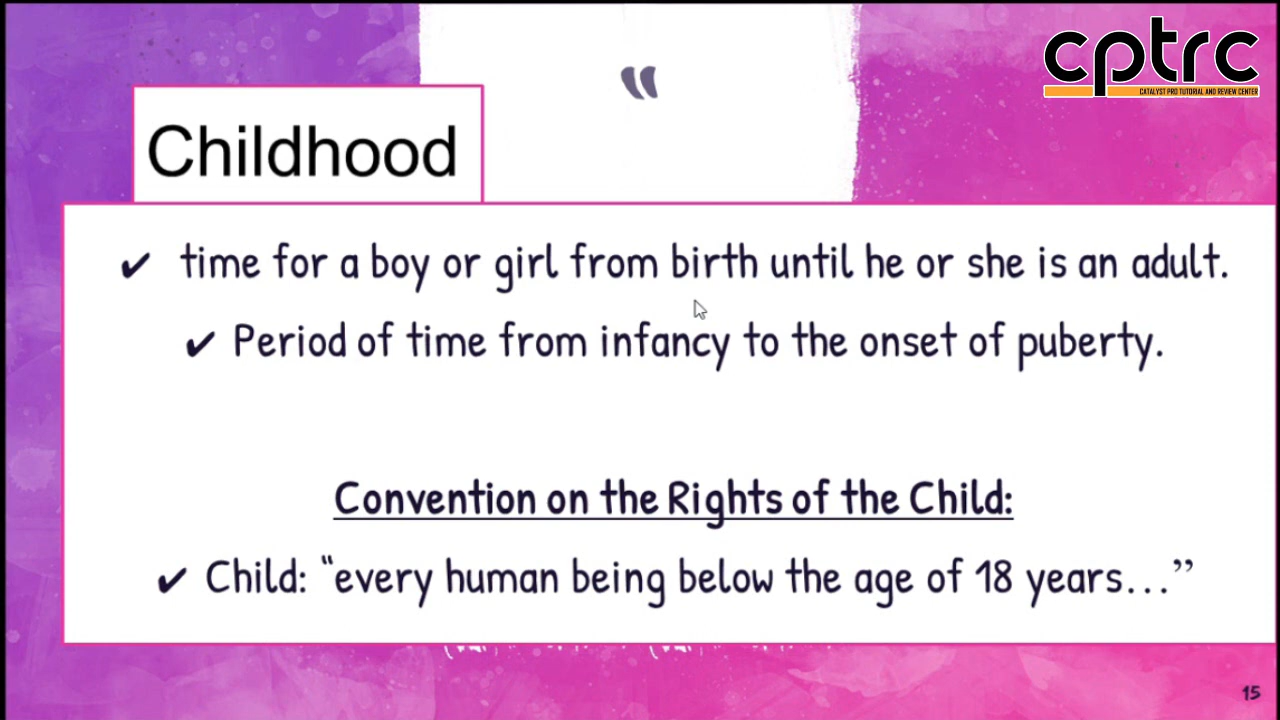 cptrc
CATALYST PRO TUTORIAL AND REVIEW CENTER
“
Childhood
✔ time for a boy or girl from birth until he or she is an adult.
✔ Period of time from infancy to the onset of puberty.
Convention on the Rights of the Child:
✔ Child: “every human being below the age of 18 years...”
15